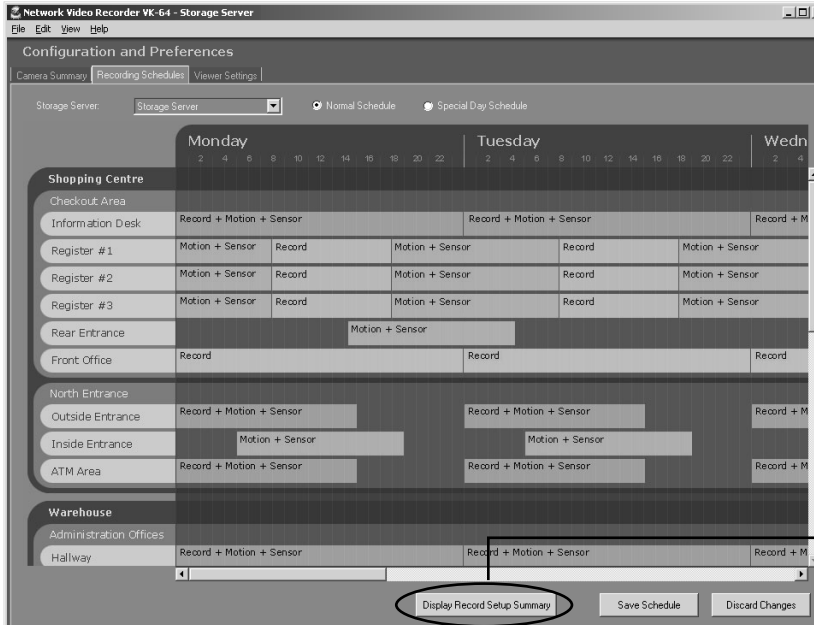 Network Video Recorder VK-64 - Storage Server
File Edit View Help
Configuration and Preferences
Camera Summary Recording Schedules Viewer Settings
Storage Server: Storage Server Normal Schedule Special Day Schedule
Monday Tuesday Wedn
2 4 6 8 10 12 14 16 18 20 22 2 4 6 8 10 12 14 16 18 20 22 2 4
Shopping Centre
Checkout Area
Information Desk Record + Motion + Sensor Record + Motion + Sensor Record + M
Register #1 Motion + Sensor Record Motion + Sensor Record Motion + Sensor
Register #2 Motion + Sensor Record Motion + Sensor Record Motion + Sensor
Register #3 Motion + Sensor Record Motion + Sensor Record Motion + Sensor
Rear Entrance Motion + Sensor
Front Office Record Record Record
North Entrance
Outside Entrance Record + Motion + Sensor Record + Motion + Sensor Record + M
Inside Entrance Motion + Sensor Motion + Sensor
ATM Area Record + Motion + Sensor Record + Motion + Sensor Record + M
Warehouse
Administration Offices
Hallway Record + Motion + Sensor Record + Motion + Sensor Record + M
Display Record Setup Summary Save Schedule Discard Changes